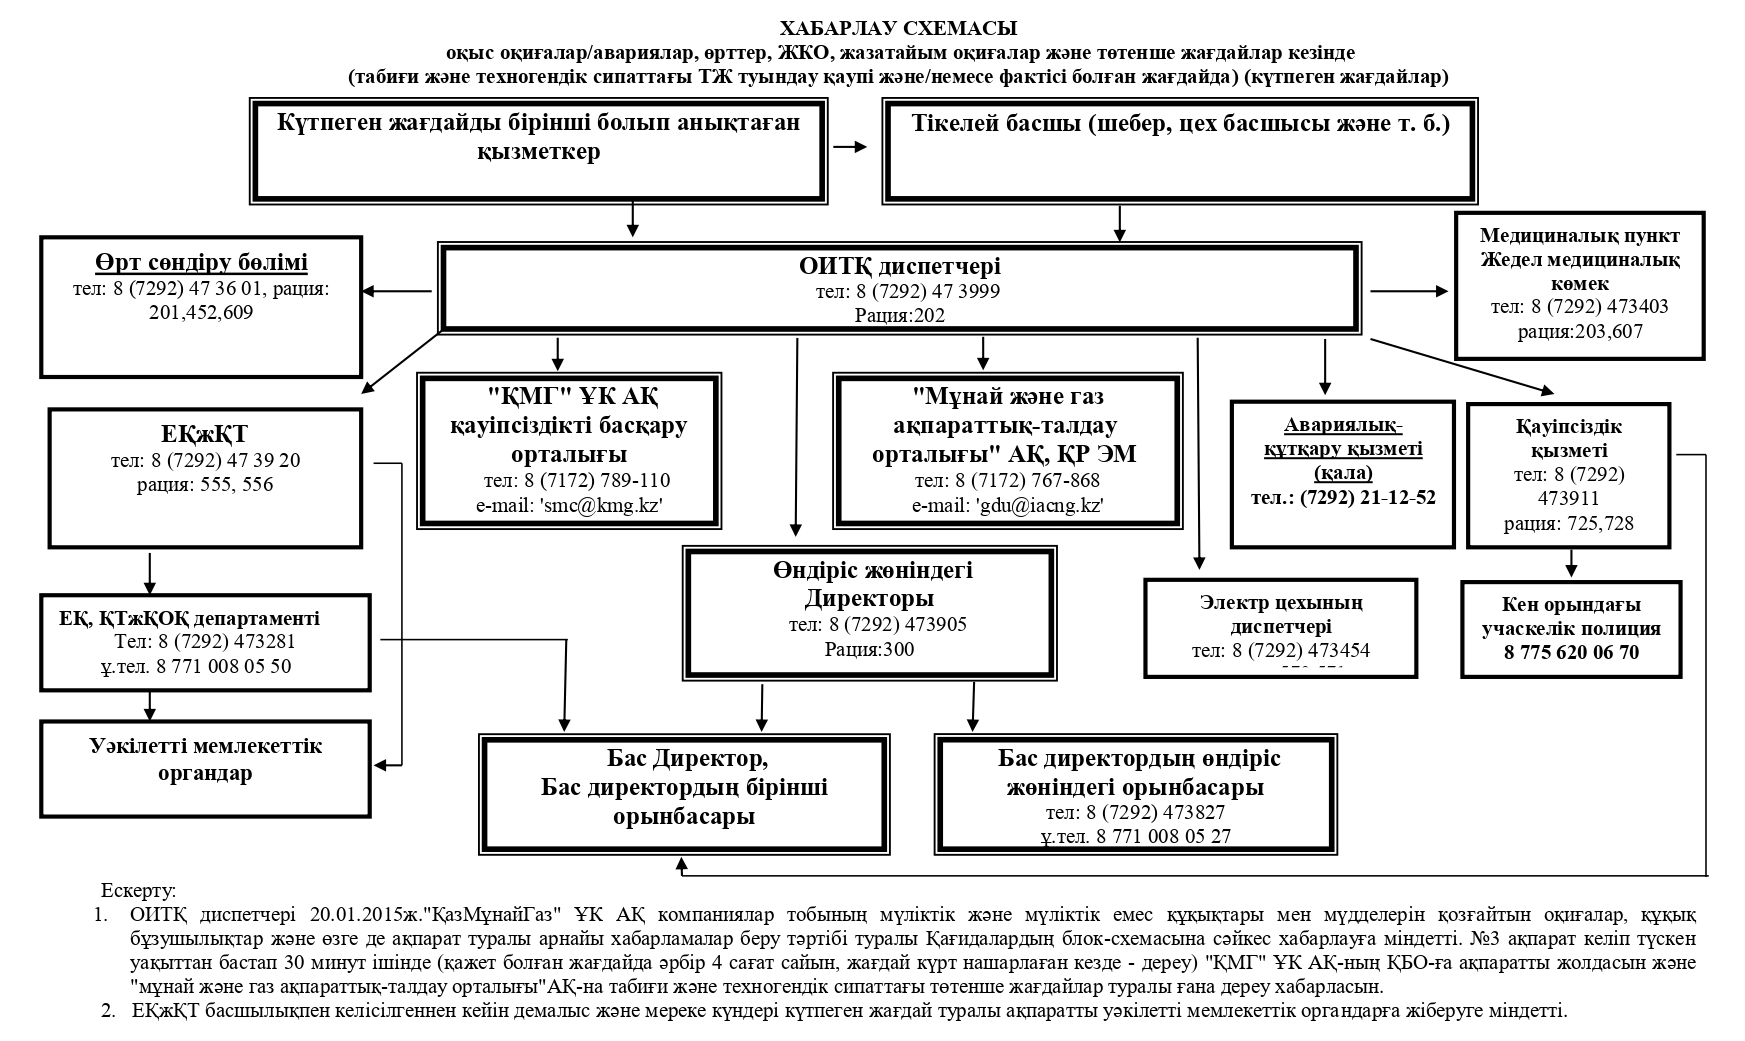 ХАБАРЛАУ СХЕМАСЫ
оқыс оқиғалар/авариялар, өрттер, ЖКО, жазатайым оқиғалар және төтенше жағдайлар кезінде
(табиғи және техногендік сипаттағы ТЖ туындау қаупі және/немесе фактісі болған жағдайда) (күтпеген жағдайлар)
Күтпеген жағдайды бірінші болып анықтаған
қызметкер
Тікелей басшы (шебер, цех басшысы және т. б.)
Өрт сөндіру бөлімі
тел: 8 (7292) 47 36 01, рация:
201,452,609
ОИТҚ диспетчері
тел: 8 (7292) 47 3999
Рация:202
Медициналық пункт
Жедел медициналық
көмек
тел: 8 (7292) 473403
рация:203,607
ЕҚжҚТ
тел: 8 (7292) 47 39 20
рация: 555, 556
"ҚМГ" ҰК АҚ
қауіпсіздікті басқару
орталығы
тел: 8 (7172) 789-110
e-mail: 'smc@kmg.kz'
"Мұнай және газ
ақпараттық-талдау
орталығы" АҚ, ҚР ЭМ
тел: 8 (7172) 767-868
e-mail: 'gdu@iacng.kz'
Авариялық-
құтқару қызметі
(қала)
тел.: (7292) 21-12-52
Қауіпсіздік
қызметі
тел: 8 (7292)
473911
рация: 725,728
ЕҚ, ҚТжҚОҚ департаменті
Тел: 8 (7292) 473281
ұ.тел. 8 771 008 05 50
Өндіріс жөніндегі
Директоры
тел: 8 (7292) 473905
Рация:300
Электр цехының
диспетчері
тел: 8 (7292) 473454
Кен орындағы
учаскелік полиция
8 775 620 06 70
Уәкілетті мемлекеттік
органдар
Бас Директор,
Бас директордың бірінші
орынбасары
Бас директордың өндіріс
жөніндегі орынбасары
тел: 8 (7292) 473827
ұ.тел. 8 771 008 05 27
Ескерту:
1. ОИТҚ диспетчері 20.01.2015ж."ҚазМұнайГаз" ҰК АҚ компаниялар тобының мүліктік және мүліктік емес құқықтары мен мүдделерін қозғайтын оқиғалар, құқық
бұзушылықтар және өзге де ақпарат туралы арнайы хабарламалар беру тәртібі туралы Қағидалардың блок-схемасына сәйкес хабарлауға міндетті. №3 ақпарат келіп түскен
уақыттан бастап 30 минут ішінде (қажет болған жағдайда әрбір 4 сағат сайын, жағдай күрт нашарлаған кезде - дереу) "ҚМГ" ҰК АҚ-ның ҚБО-ға ақпаратты жолдасын және
"мұнай және газ ақпараттық-талдау орталығы"АҚ-на табиғи және техногендік сипаттағы төтенше жағдайлар туралы ғана дереу хабарласын.
2. ЕҚжҚТ басшылықпен келісілгеннен кейін демалыс және мереке күндері күтпеген жағдай туралы ақпаратты уәкілетті мемлекеттік органдарға жіберуге міндетті.